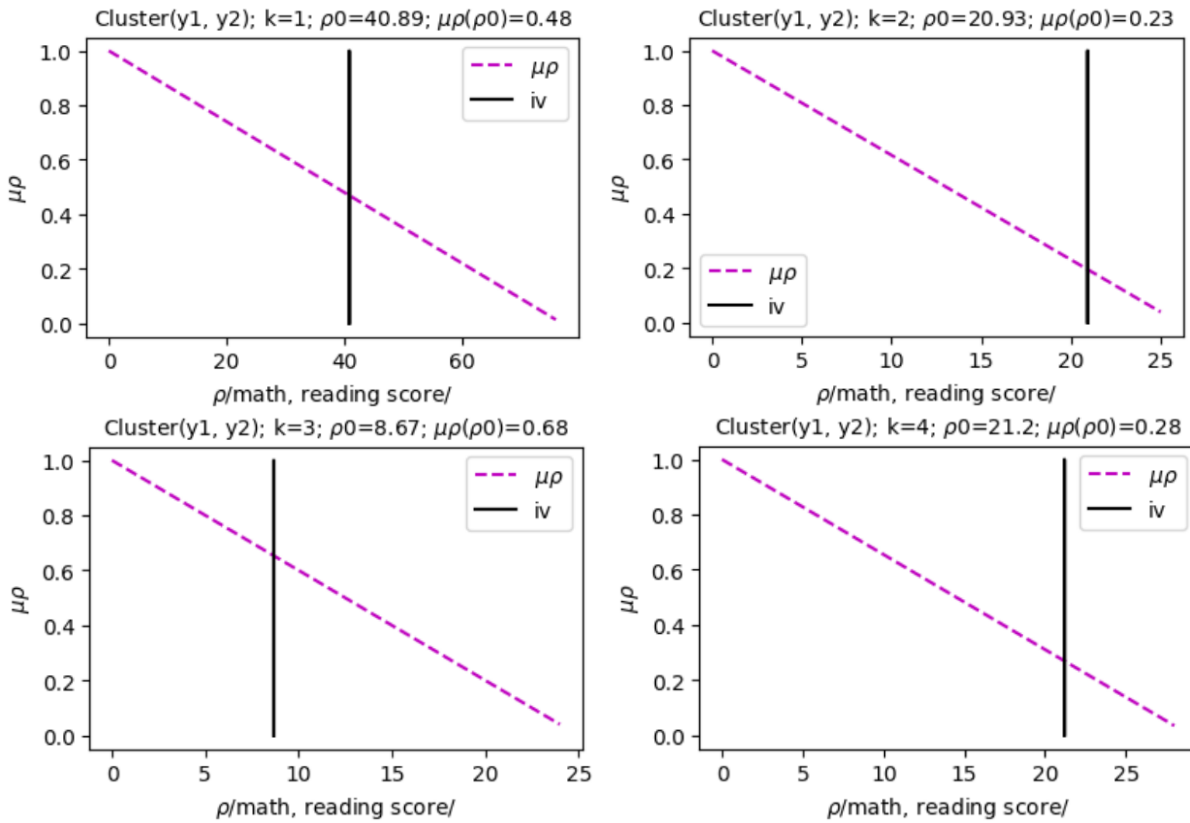 Cluster(y1, y2); k=1; ρ0=40.89; μρ(ρ0)=0.48
1.0
0.8
0.6
0.4
0.2
0.0
μρ
μρ
iv
0 20 40 60
ρ/math, reading score/
Cluster(y1, y2); k=2; ρ0=20.93; μρ(ρ0)=0.23
1.0
0.8
0.6
0.4
0.2
0.0
μρ
μρ
iv
0 5 10 15 20 25
ρ/math, reading score/
Cluster(y1, y2); k=3; ρ0=8.67; μρ(ρ0)=0.68
1.0
0.8
0.6
0.4
0.2
0.0
μρ
μρ
iv
0 5 10 15 20 25
ρ/math, reading score/
Cluster(y1, y2); k=4; ρ0=21.2; μρ(ρ0)=0.28
1.0
0.8
0.6
0.4
0.2
0.0
μρ
μρ
iv
0 5 10 15 20 25
ρ/math, reading score/